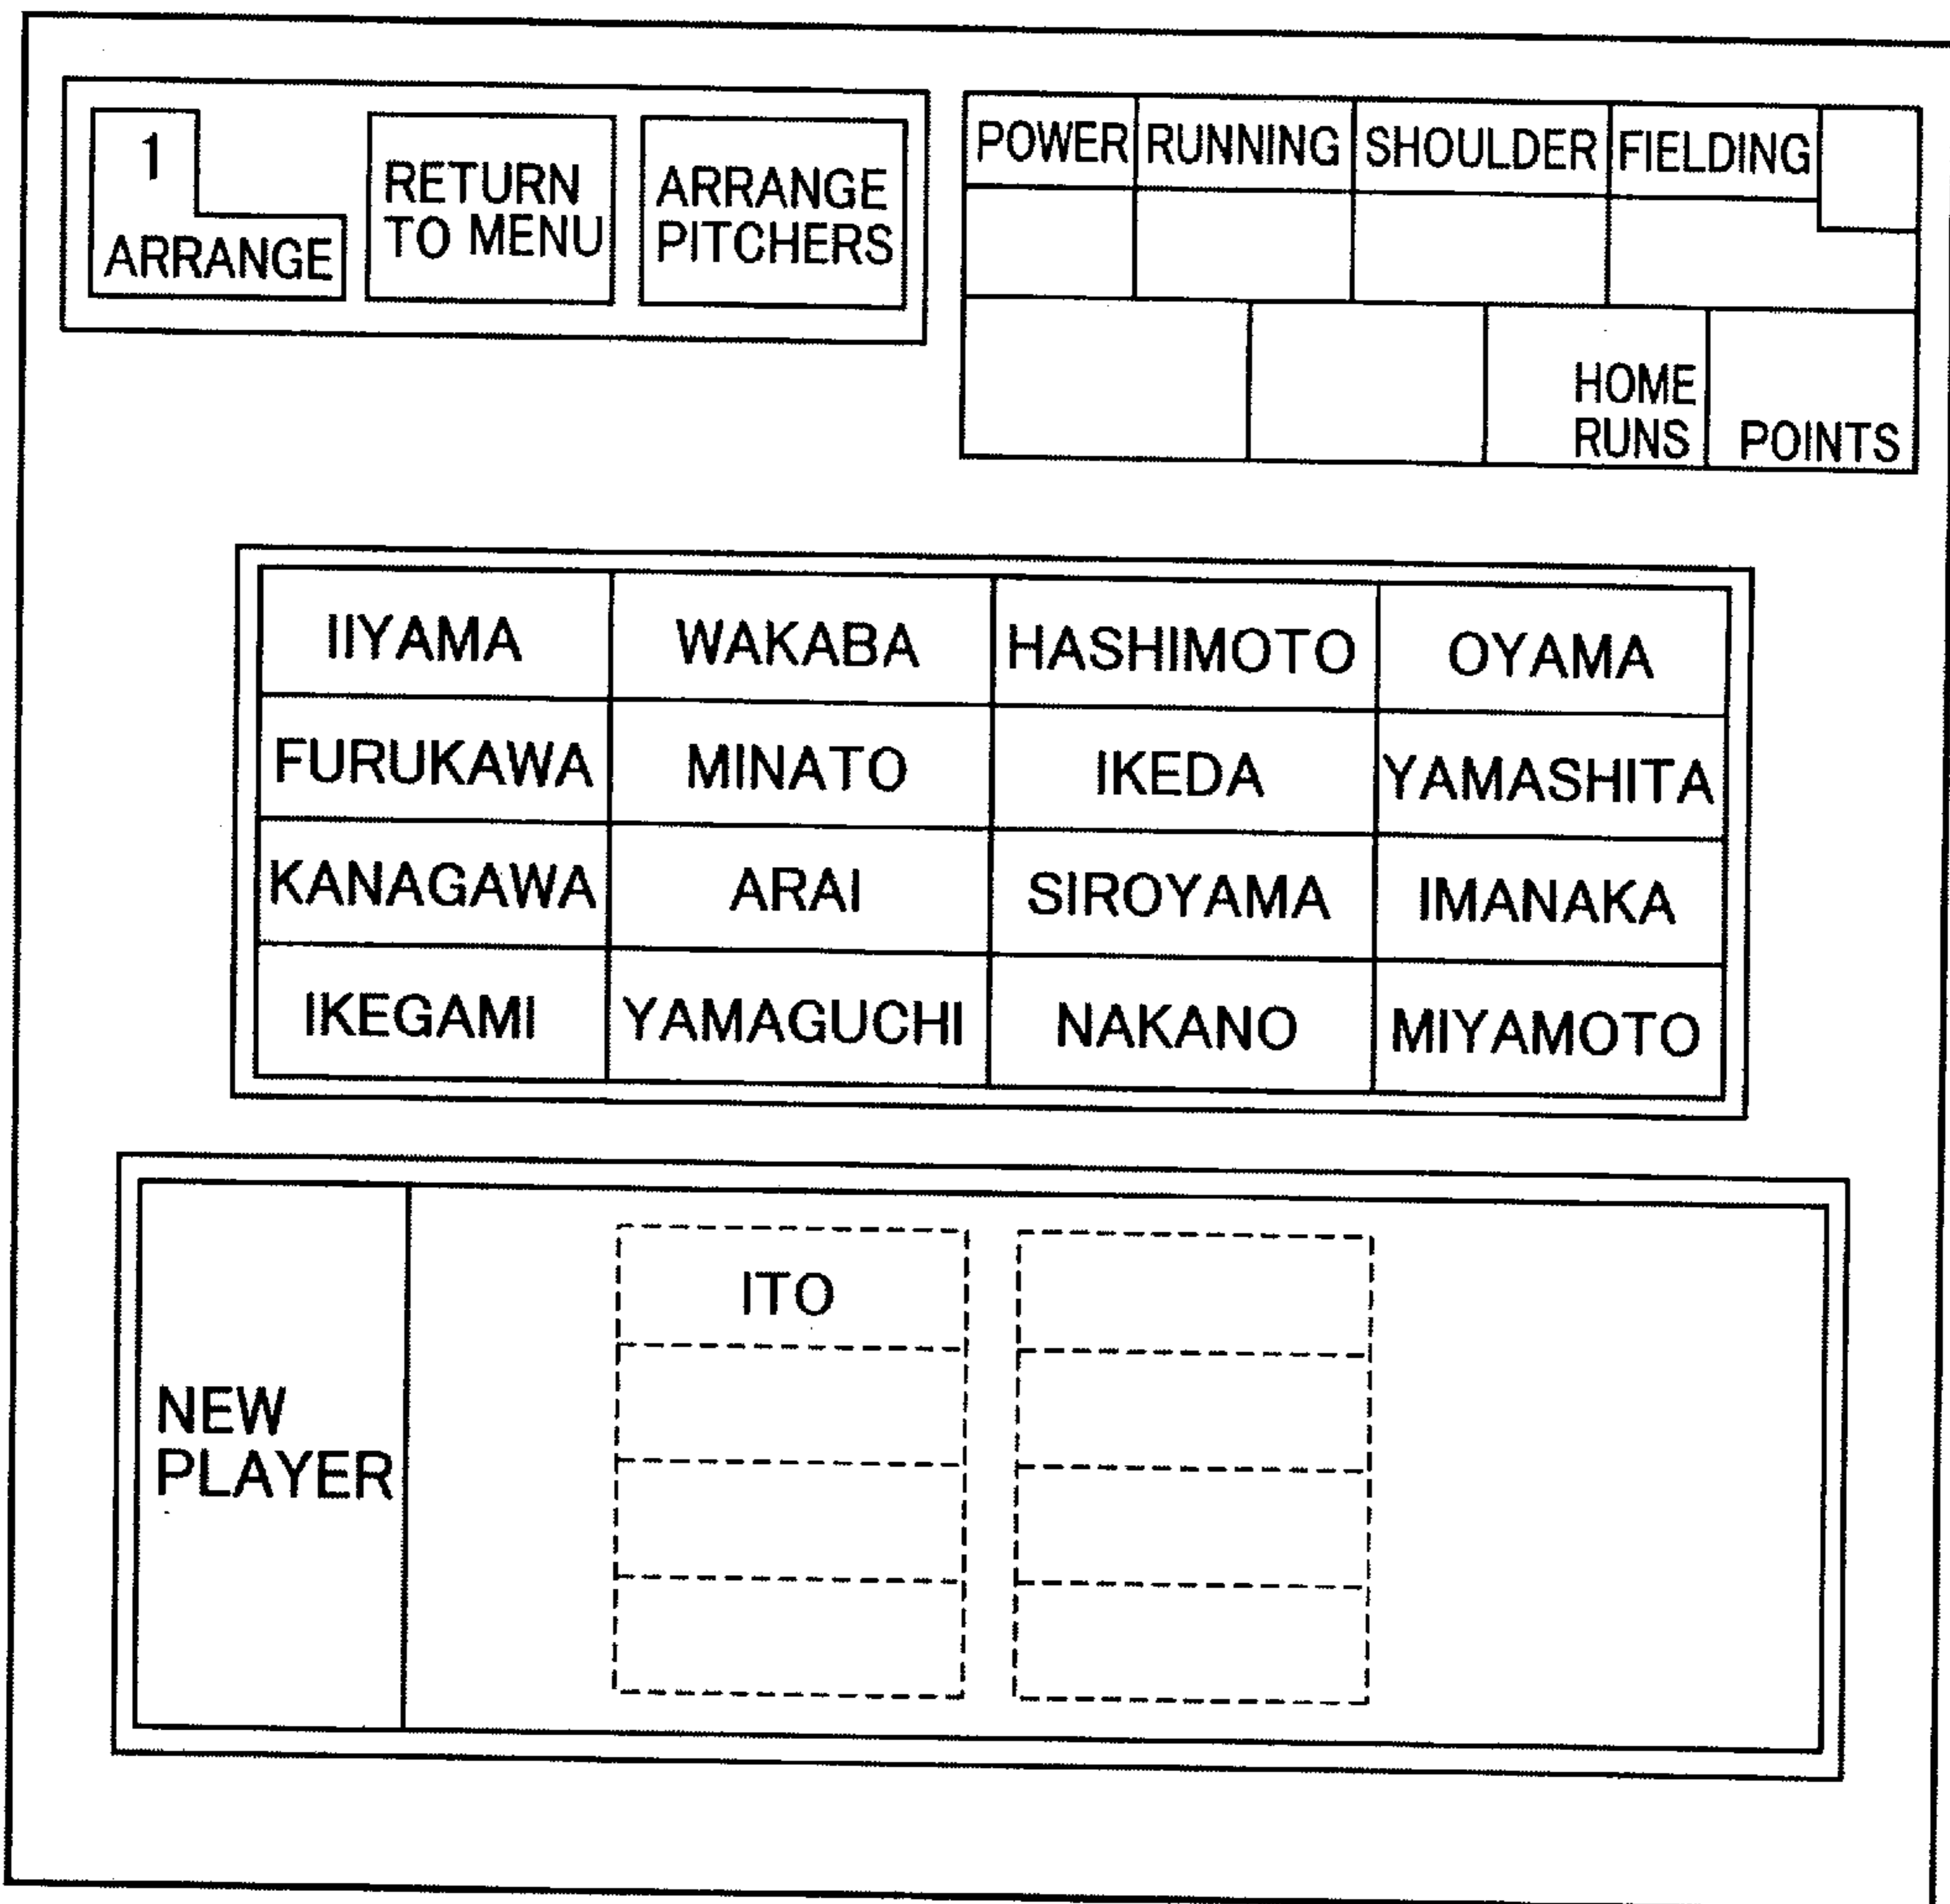 1
ARRANGE
RETURN
TO MENU
ARRANGE
PITCHERS
POWER RUNNING SHOULDER FIELDING
HOME
RUNS
POINTS
IIYAMA WAKABA HASHIMOTO OYAMA
FURUKAWA MINATO IKEDA YAMASHITA
KANAGAWA ARAI SIROYAMA IMANAKA
IKEGAMI YAMAGUCHI NAKANO MIYAMOTO
NEW
PLAYER
ITO